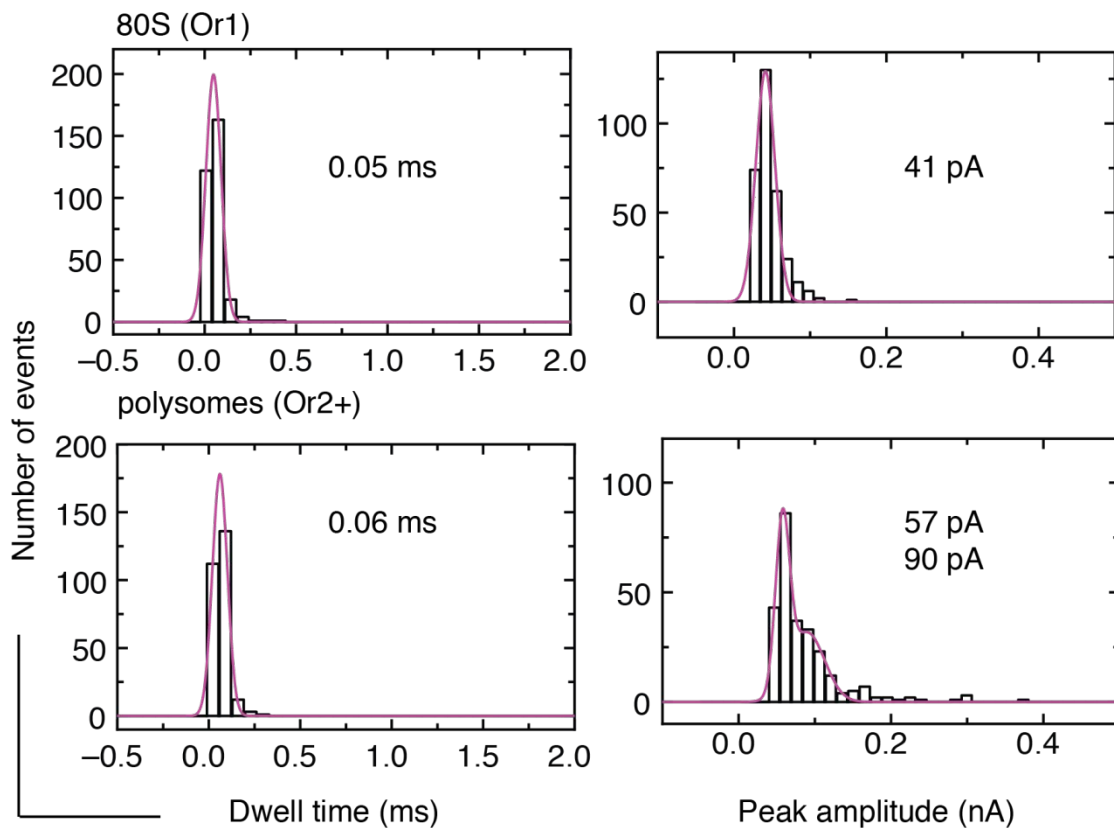 80S (Or1)
200
150
100
50
0
0.05 ms
–0.5 0.0 0.5 1.0 1.5 2.0
100
50
0
41 pA
0.0 0.2 0.4
Number of events
polysomes (Or2+)
200
150
100
50
0
0.06 ms
–0.5 0.0 0.5 1.0 1.5 2.0
Dwell time (ms)
100
50
0
57 pA
90 pA
0.0 0.2 0.4
Peak amplitude (nA)